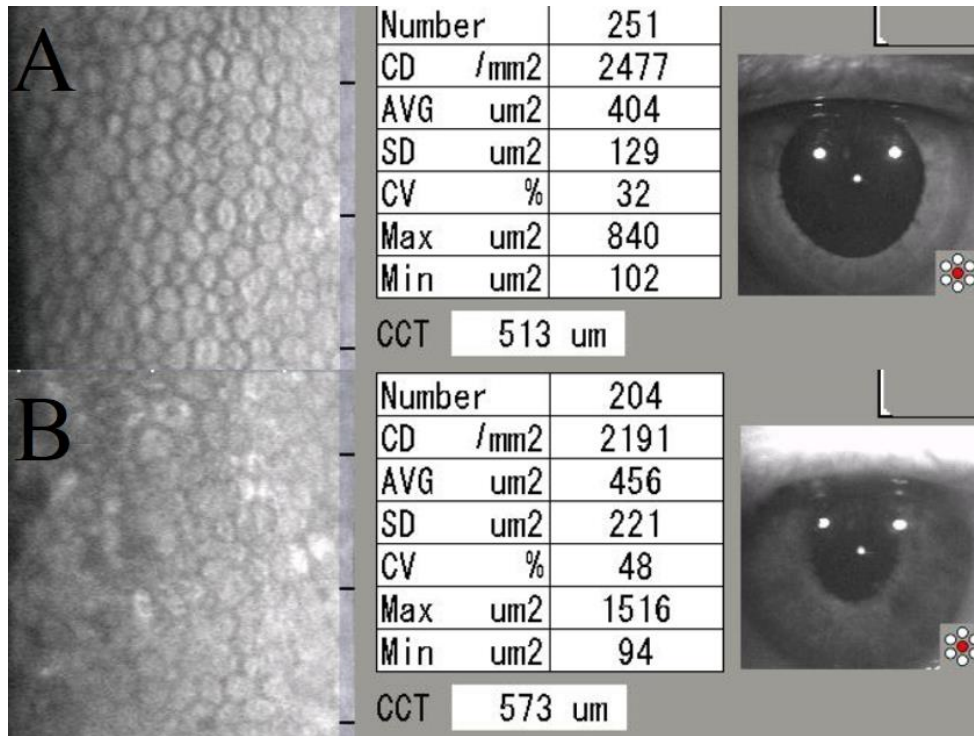 A
Number 251
CD /mm2 2477
AVG um2 404
SD um2 129
CV % 32
Max um2 840
Min um2 102
CCT 513 um
B
Number 204
CD /mm2 2191
AVG um2 456
SD um2 221
CV % 48
Max um2 1516
Min um2 94
CCT 573 um